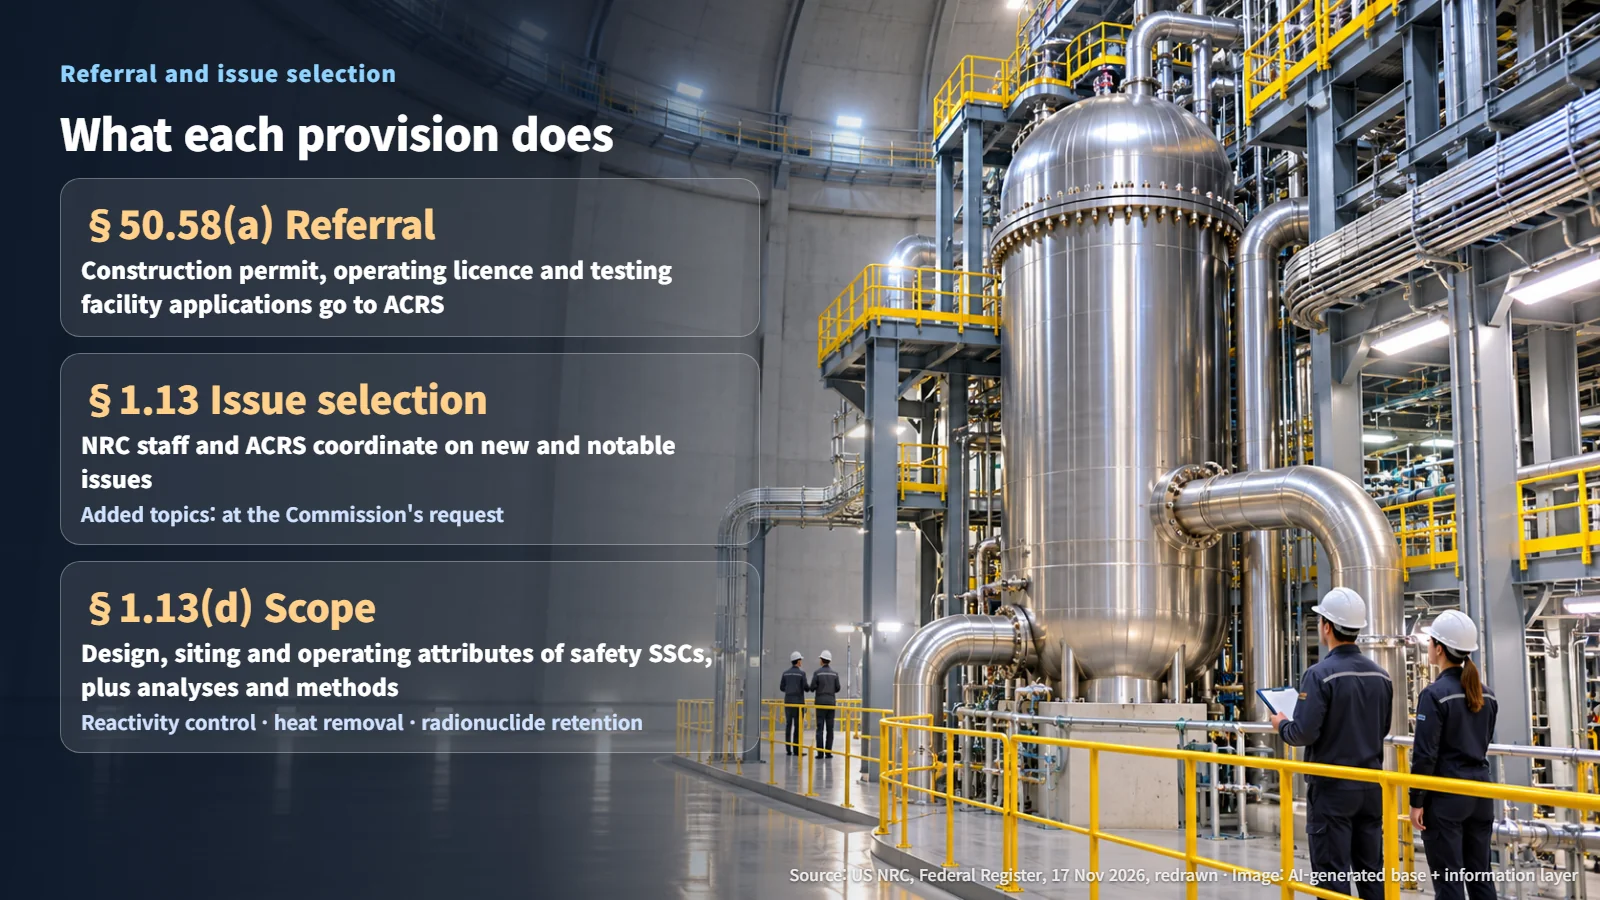 Referral and issue selection
What each provision does
§ 50.58(a) Referral
Construction permit, operating licence and testing
facility applications go to ACRS
§ 1.13 Issue selection
NRC staff and ACRS coordinate on new and notable
issues
Added topics: at the Commission's request
§ 1.13(d) Scope
Design, siting and operating attributes of safety SSCs,
plus analyses and methods
Reactivity control · heat removal · radionuclide retention
Source: US NRC, Federal Register, 17 Nov 2026, redrawn · Image: AI-generated base + information layer